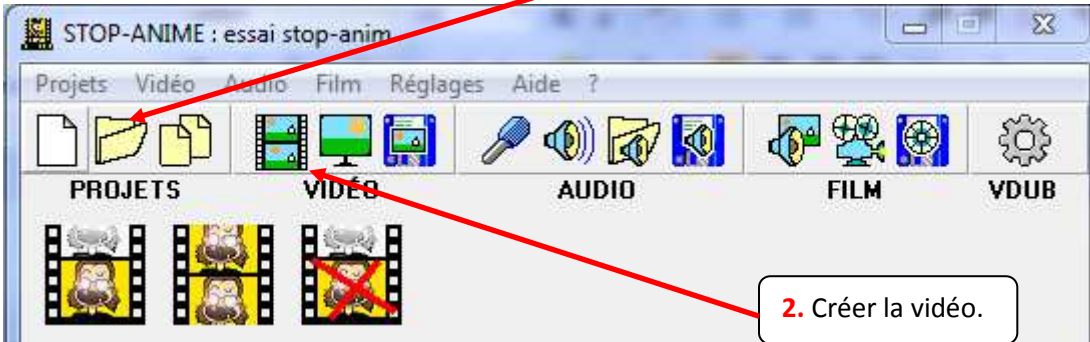 STOP-ANIME : essai stop-anim
Projets Vidéo Audio Film Réglages Aide ?
PROJETS VIDÉO AUDIO FILM VDUB
2. Créer la vidéo.